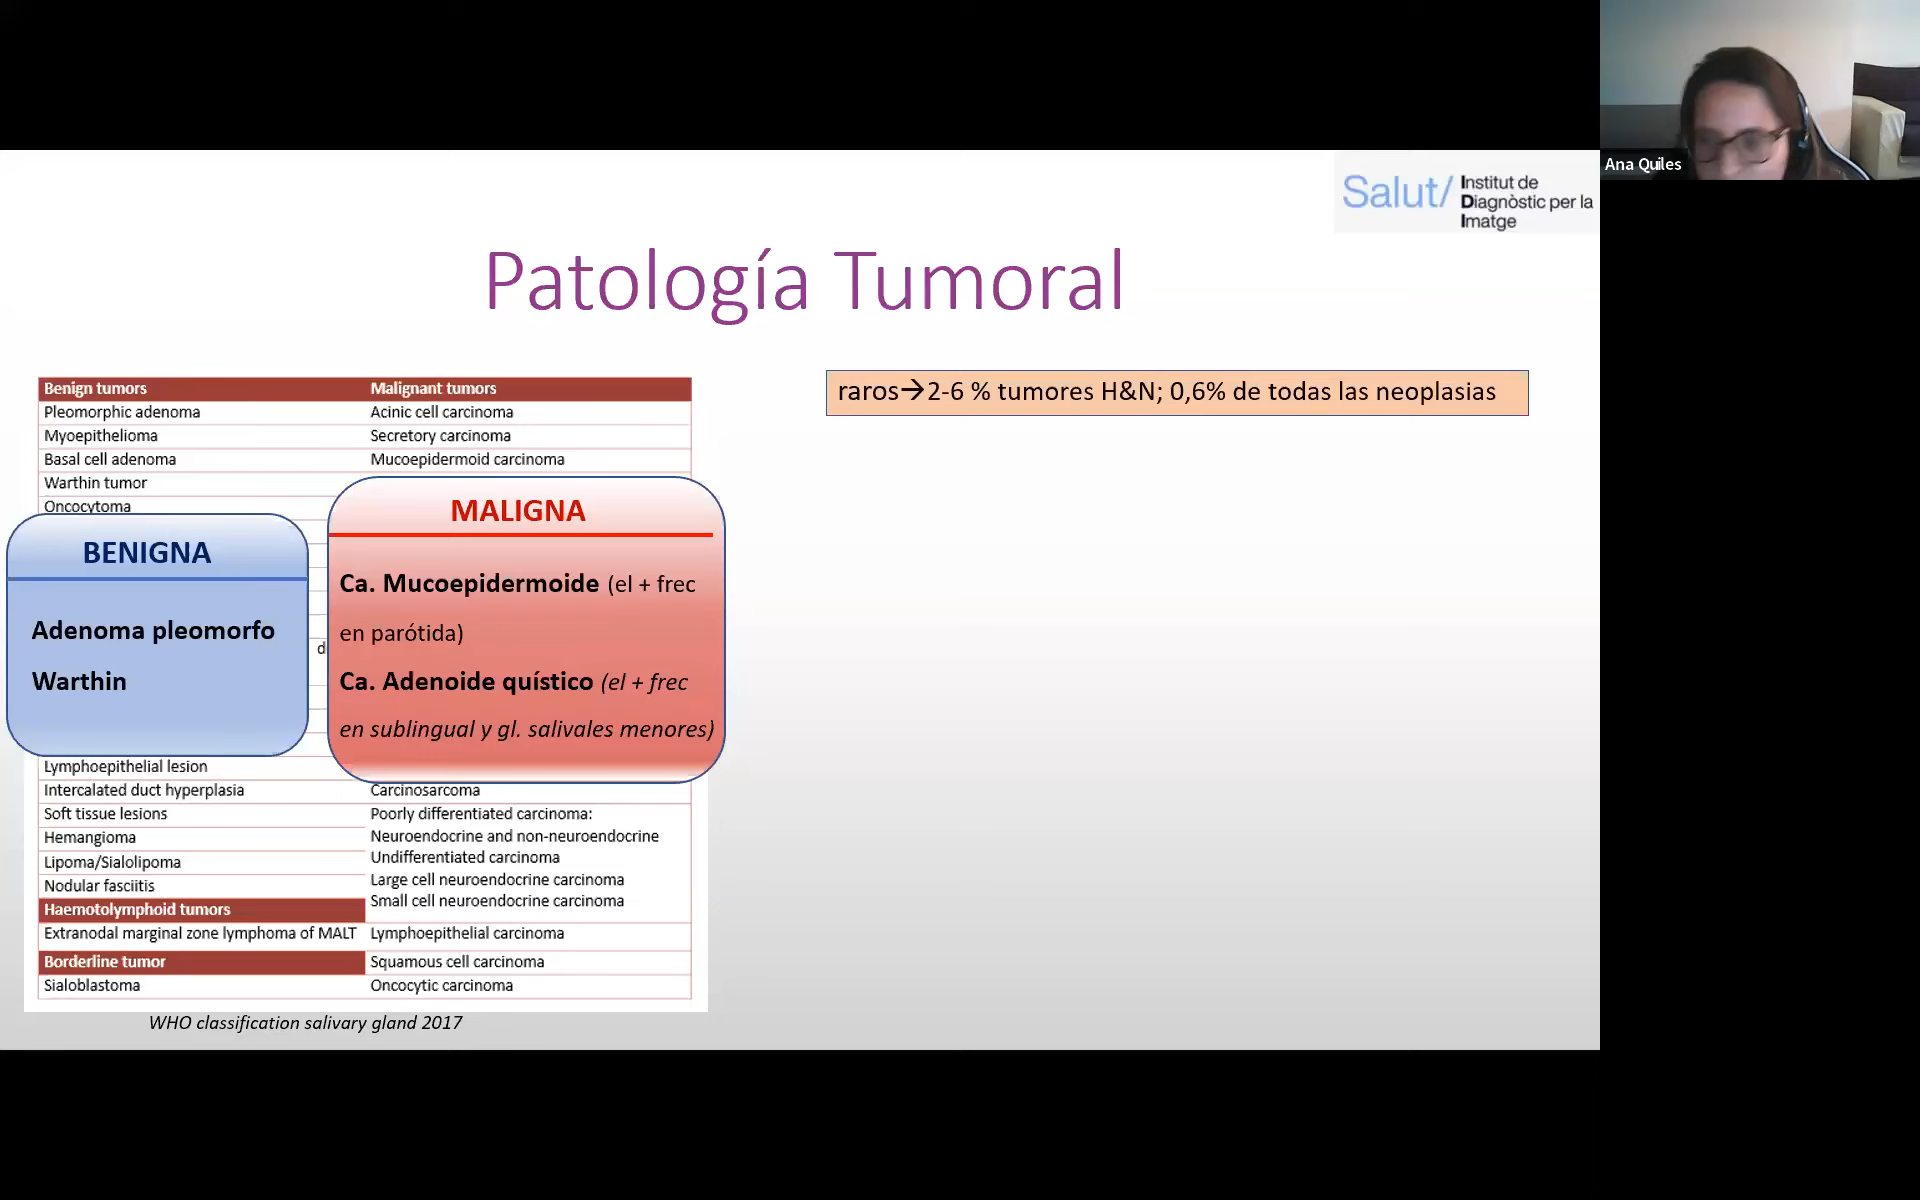 Ana Quiles
Salut/ Institut de
Diagnòstic per la
Imatge
Patología Tumoral
raros→2-6 % tumores H&N; 0,6% de todas las neoplasias
Benign tumors Malignant tumors
Pleomorphic adenoma Acinic cell carcinoma
Myoepithelioma Secretory carcinoma
Basal cell adenoma Mucoepidermoid carcinoma
Warthin tumor
Oncocytoma
BENIGNA
Adenoma pleomorfo
Warthin
MALIGNA
Ca. Mucoepidermoide (el + frec
en parótida)
Ca. Adenoide quístico (el + frec
en sublingual y gl. salivales menores)
Lymphoepithelial lesion
Intercalated duct hyperplasia Carcinosarcoma
Soft tissue lesions Poorly differentiated carcinoma:
Hemangioma Neuroendocrine and non-neuroendocrine
Lipoma/Sialolipoma Undifferentiated carcinoma
Nodular fasciitis Large cell neuroendocrine carcinoma
Haemotolymphoid tumors Small cell neuroendocrine carcinoma
Extranodal marginal zone lymphoma of MALT Lymphoepithelial carcinoma
Borderline tumor Squamous cell carcinoma
Sialoblastoma Oncocytic carcinoma
WHO classification salivary gland 2017